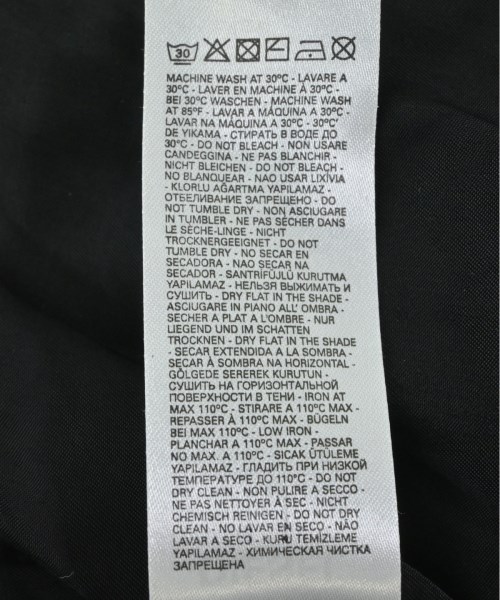 30
MACHINE WASH AT 30°C - LAVARE A
30°C - LAVER EN MACHINE À 30°C -
BEI 30°C WASCHEN - MACHINE WASH
AT 85°F - LAVAR A MÁQUINA A 30°C -
LAVAR NA MÁQUINA A 30°C - 30°C'
DE YIKAMA - СТИРАТЬ В ВОДЕ ДО
30°C - DO NOT BLEACH - NON USARE
CANDEGGINA - NE PAS BLANCHIR -
NICHT BLEICHEN - DO NOT BLEACH -
NO BLANQUEAR - NAO USAR LIXÍVIA
- KLORLU AĞARTMA YAPILAMAZ -
ОТБЕЛИВАНИЕ ЗАПРЕЩЕНО - DO
NOT TUMBLE DRY - NON ASCIUGARE
IN TUMBLER - NE PAS SÉCHER DANS
LE SÈCHE-LINGE - NICHT
TROCKNERGEEIGNET - DO NOT
TUMBLE DRY - NO SECAR EN
SECADORA - NAO SECAR NA
SECADOR - SANTRİFÜJLÜ KURUTMA
YAPILAMAZ - НЕЛЬЗЯ ВЫЖИМАТЬ И
СУШИТЬ - DRY FLAT IN THE SHADE -
ASCIUGARE IN PIANO ALL' OMBRA -
SÉCHER A PLAT A L'OMBRE - NUR
LIEGEND UND IM SCHATTEN
TROCKNEN - DRY FLAT IN THE SHADE
- SECAR EXTENDIDA A LA SOMBRA -
SECAR À SOMBRA NA HORIZONTAL -
GÖLGEDE SEREREK KURUTUN -
СУШИТЬ НА ГОРИЗОНТАЛЬНОЙ
ПОВЕРХНОСТИ В ТЕНИ - IRON AT
MAX 110°C - STIRARE A 110°C MAX -
REPASSER À 110°C MAX - BÜGELN
BEI MAX 110°C - LOW IRON -
PLANCHAR A 110°C MAX - PASSAR
NO MAX. A 110°C - SICAK ÜTÜLEME
YAPILAMAZ - ГЛАДИТЬ ПРИ НИЗКОЙ
ТЕМПЕРАТУРЕ ДО 110°C - DO NOT
DRY CLEAN - NON PULIRE A SECCO -
NE PAS NETTOYER À SEC - NICHT
CHEMISCH REINIGEN - DO NOT DRY
CLEAN - NO LAVAR EN SECO - NÃO
LAVAR A SECO - KURU TEMİZLEME
YAPILAMAZ - ХИМИЧЕСКАЯ ЧИСТКА
ЗАПРЕЩЕНА